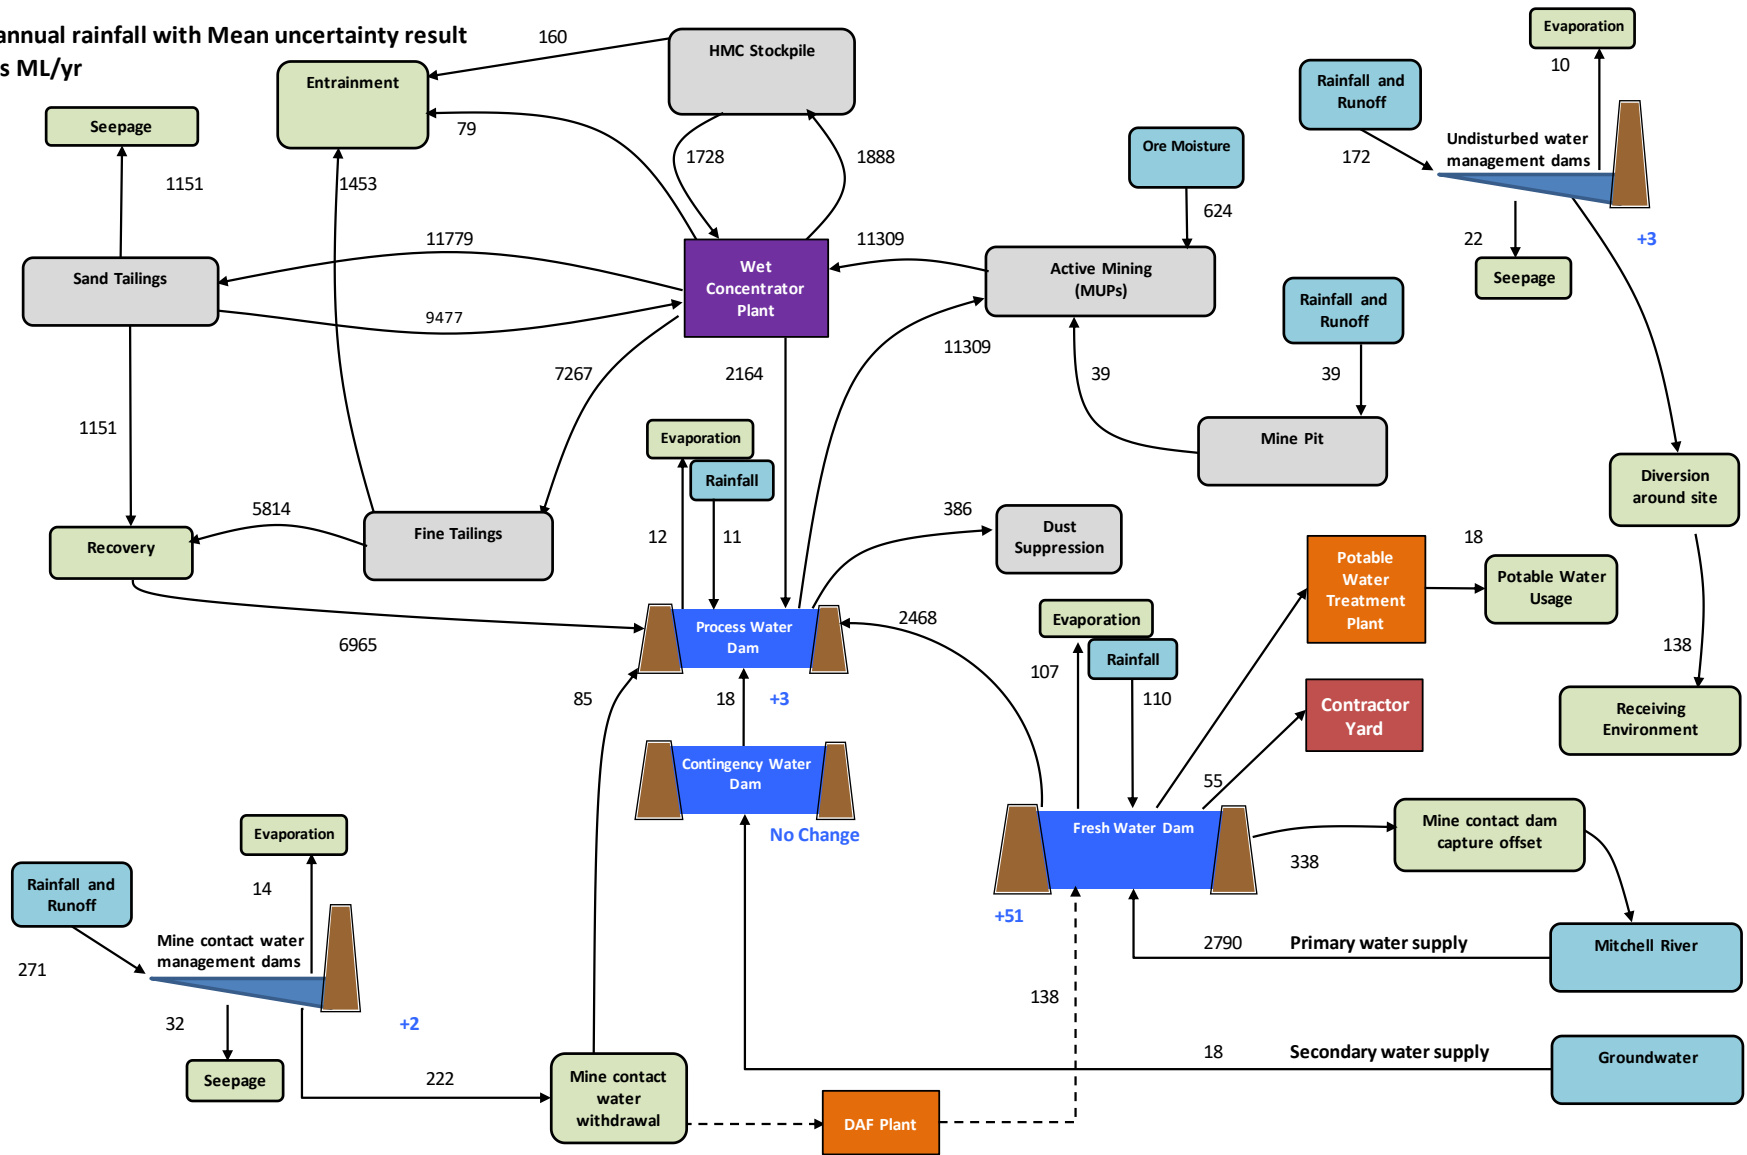 annual rainfall with Mean uncertainty result
s ML/yr
160
HMC Stockpile
Entrainment
79
Seepage
1151
1453
1728
1888
Ore Moisture
624
Evaporation
10
Rainfall and
Runoff
172
Undisturbed water
management dams
22
+3
Seepage
Sand Tailings
11779
9477
Wet
Concentrator
Plant
11309
Active Mining
(MUPs)
Rainfall and
Runoff
11309
39
39
Mine Pit
7267
2164
1151
Evaporation
Rainfall
12
11
5814
Recovery
Fine Tailings
386
Dust
Suppression
Diversion
around site
18
Potable
Water
Treatment
Plant
Potable Water
Usage
138
Receiving
Environment
6965
Process Water
Dam
2468
Evaporation
Rainfall
107
110
85
18
+3
Contractor
Yard
55
Contingency Water
Dam
No Change
Fresh Water Dam
338
Mine contact dam
capture offset
+51
2790
Primary water supply
Mitchell River
138
18
Secondary water supply
Groundwater
Evaporation
14
Rainfall and
Runoff
271
Mine contact water
management dams
32
+2
Seepage
222
Mine contact
water
withdrawal
DAF Plant